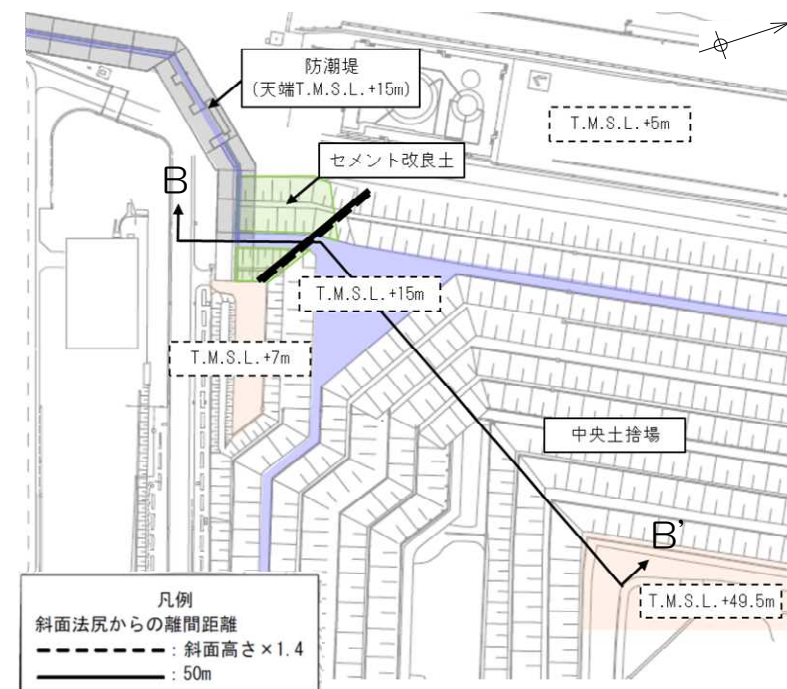 防潮堤
(天端T.M.S.L.+15m)
T.M.S.L.+5m
セメント改良土
B
T.M.S.L.+15m
T.M.S.L.+7m
中央土捨場
B'
T.M.S.L.+49.5m
凡例
斜面法尻からの離間距離
：斜面高さ×1.4
：50m